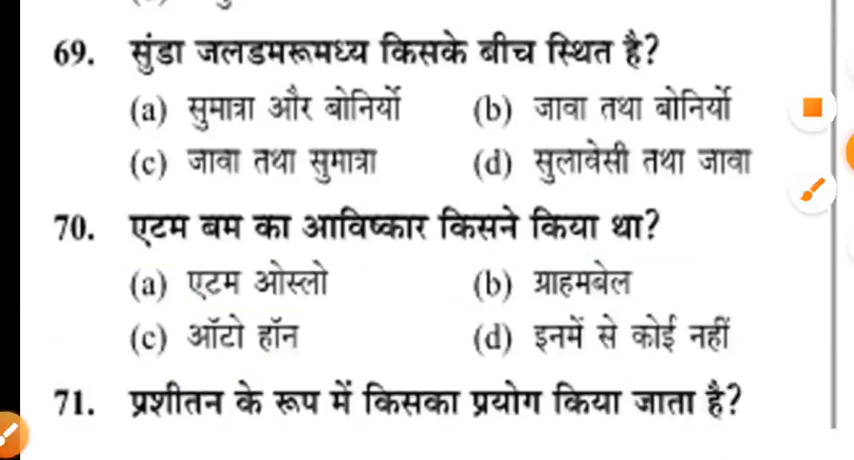 69. सुंडा जलडमरूमध्य किसके बीच स्थित है?
(a) सुमात्रा और बोनियों (b) जावा तथा बोनियों
(c) जावा तथा सुमात्रा (d) सुलावेसी तथा जावा
70. एटम बम का आविष्कार किसने किया था?
(a) एटम ओस्लो (b) ग्राहमबेल
(c) ऑटो हॉन (d) इनमें से कोई नहीं
71. प्रशीतन के रूप में किसका प्रयोग किया जाता है?